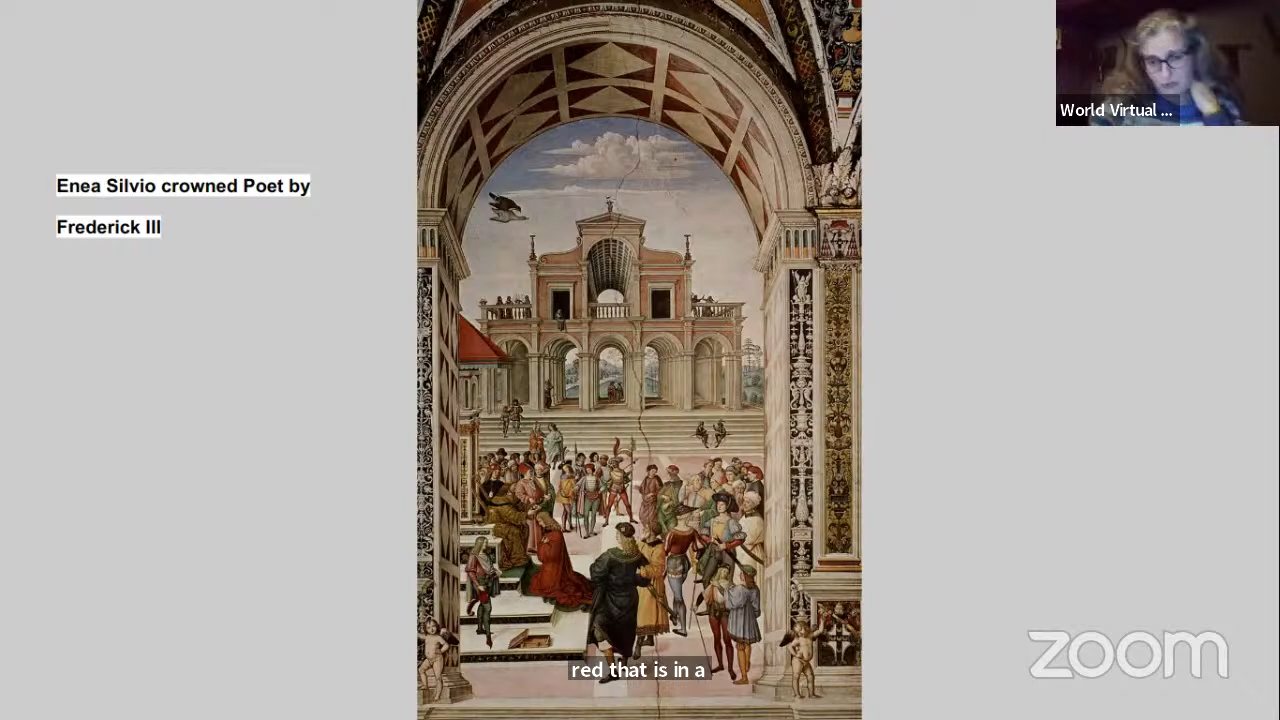 World Virtual ...
Enea Silvio crowned Poet by
Frederick III
red that is in a
zoom